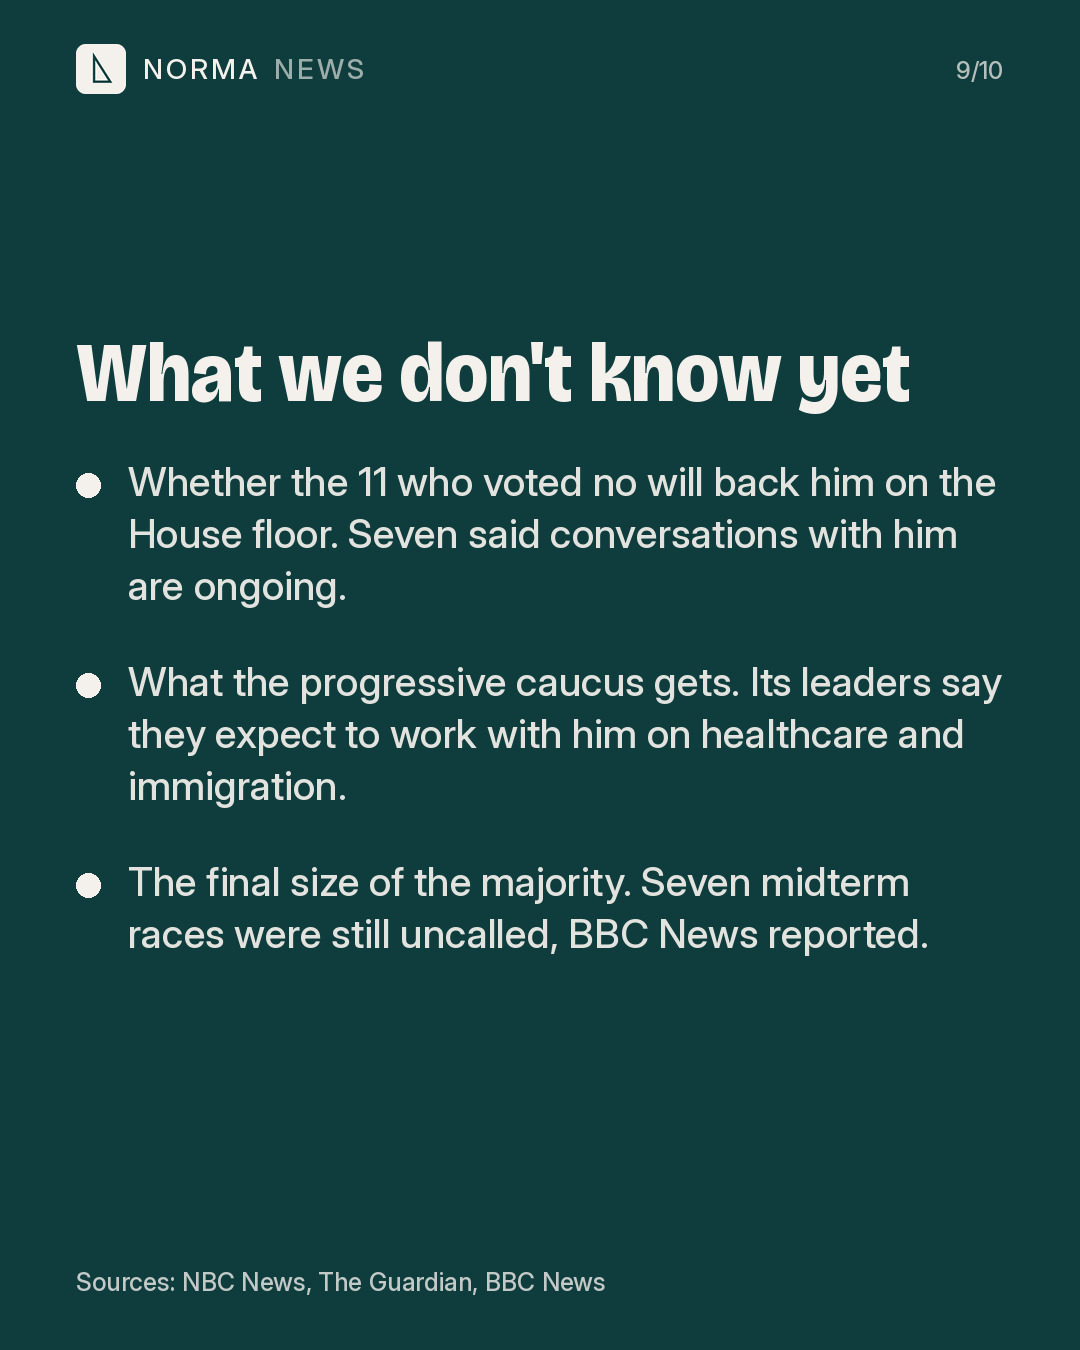 NORMA NEWS
9/10
What we don't know yet
Whether the 11 who voted no will back him on the
House floor. Seven said conversations with him
are ongoing.
What the progressive caucus gets. Its leaders say
they expect to work with him on healthcare and
immigration.
The final size of the majority. Seven midterm
races were still uncalled, BBC News reported.
Sources: NBC News, The Guardian, BBC News